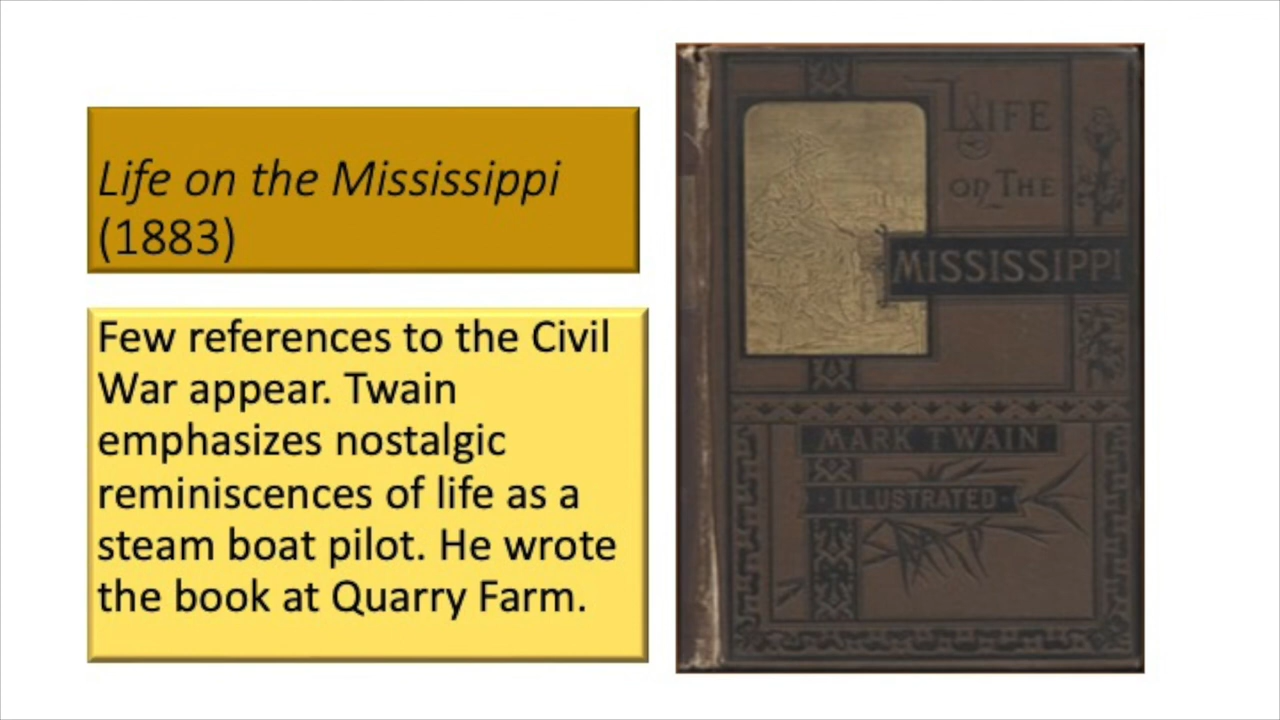 Life on the Mississippi
(1883)
Few references to the Civil
War appear. Twain
emphasizes nostalgic
reminiscences of life as a
steam boat pilot. He wrote
the book at Quarry Farm.
LIFE
ON THE
MISSISSIPPI
MARK TWAIN
ILLUSTRATED